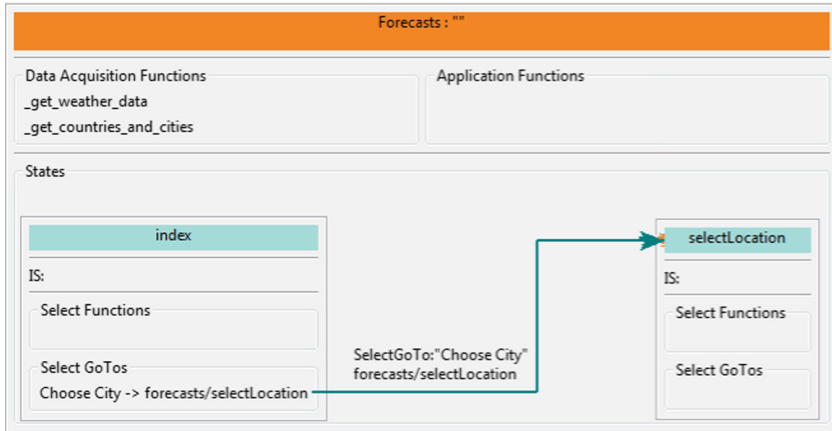 Forecasts : ""
Data Acquisition Functions
_get_weather_data
_get_countries_and_cities
Application Functions
States
index
IS:
Select Functions
Select GoTos
Choose City -> forecasts/selectLocation
SelectGoTo:"Choose City"
forecasts/selectLocation
selectLocation
IS:
Select Functions
Select GoTos